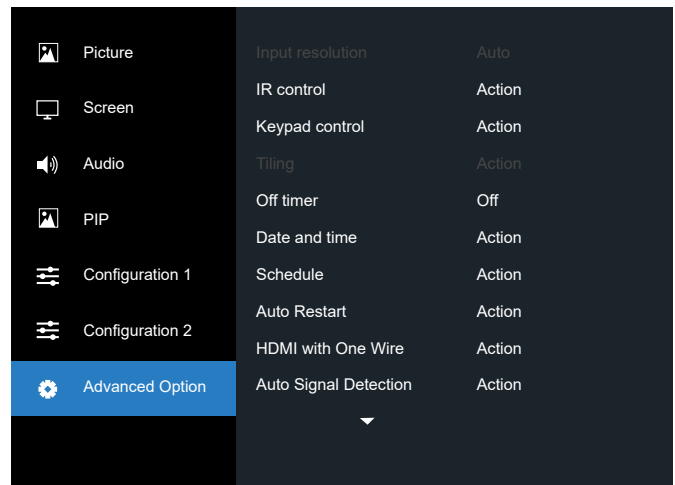 Picture
Screen
Audio
PIP
Configuration 1
Configuration 2
Advanced Option
Input resolution Auto
IR control Action
Keypad control Action
Tiling Action
Off timer Off
Date and time Action
Schedule Action
Auto Restart Action
HDMI with One Wire Action
Auto Signal Detection Action